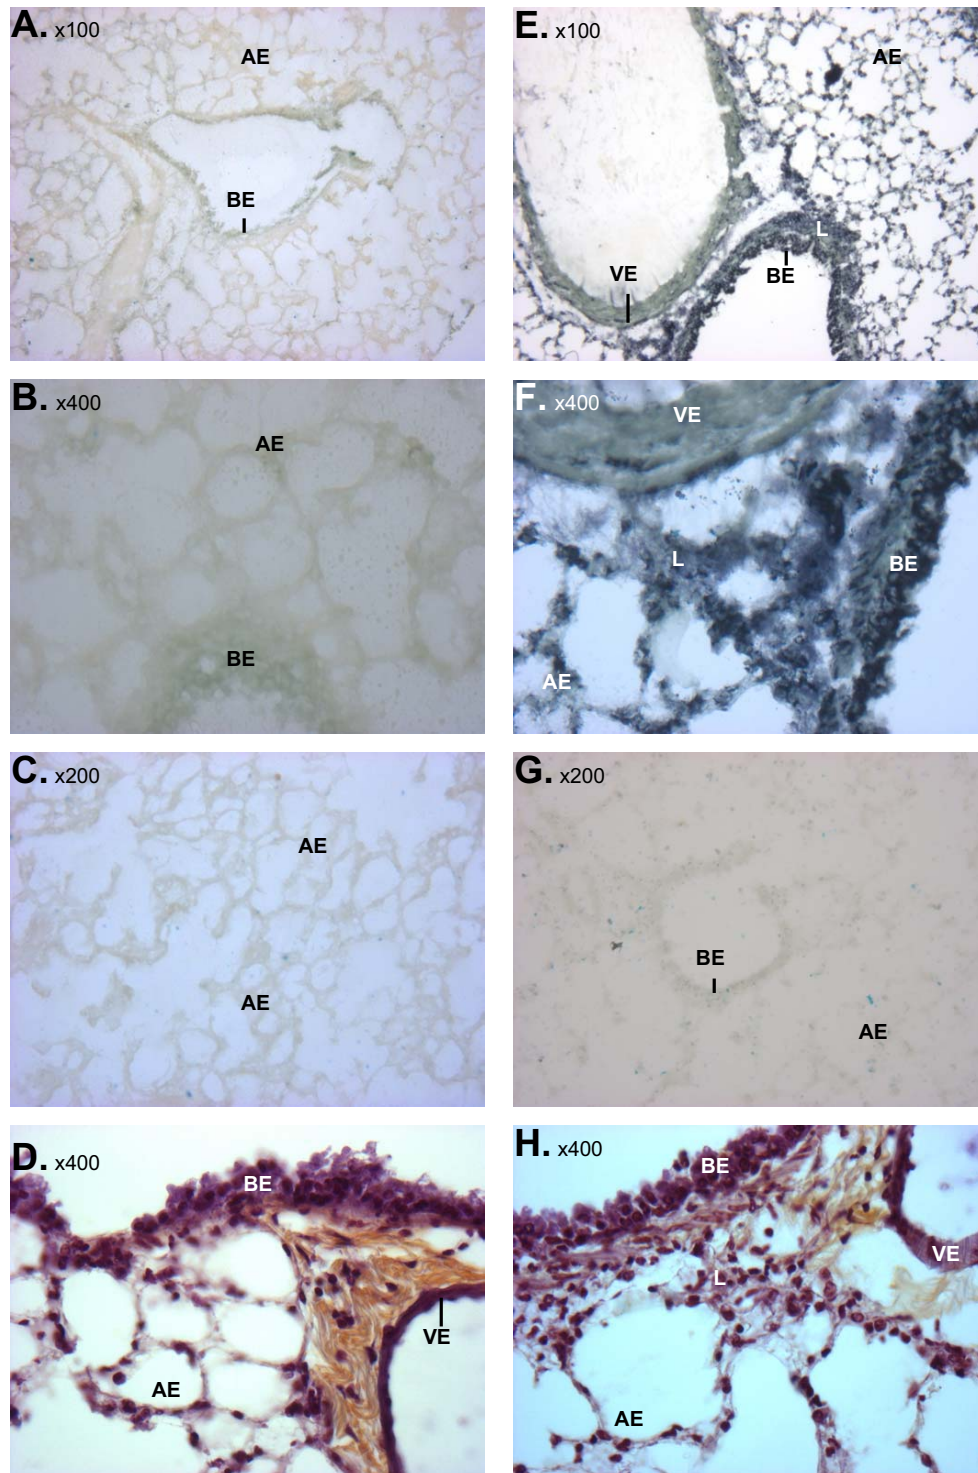 A. x100
AE
BE
B. x400
AE
BE
C. x200
AE
AE
D. x400
BE
VE
AE
E. x100
AE
L
VE
BE
F. x400
VE
L
BE
AE
G. x200
BE
AE
H. x400
BE
VE
L
AE